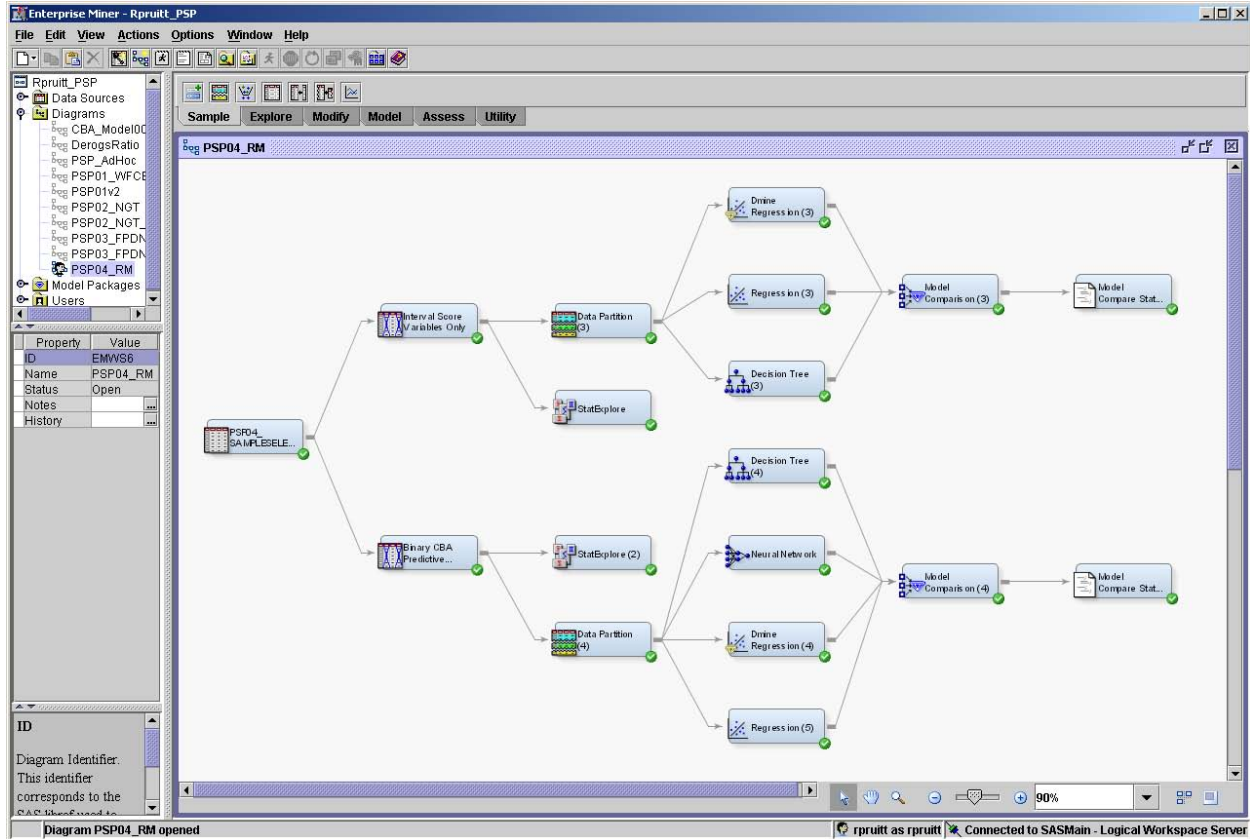 Enterprise Miner - Rpruitt_PSP
File Edit View Actions Options Window Help
Rpruitt_PSP
Data Sources
Diagrams
CBA_Model00
DerogsRatio
PSP_AdHoc
PSP01_WFCE
PSP01v2
PSP02_NGT
PSP02_NGT_
PSP03_FPDN
PSP03_FPDN
PSP04_RM
Model Packages
Users
Property Value
ID EMWS6
Name PSP04_RM
Status Open
Notes ...
History ...
ID
Diagram Identifier.
This identifier
corresponds to the
SAS libref used to
Sample Explore Modify Model Assess Utility
PSP04_RM
Dmine
Regression (3)
Interval Score
Variables Only
Data Partition
(3)
Regression (3)
Model
Comparison (3)
Model
Compare Stat...
Decision Tree
(3)
StatExplore
PSP04_
SAMPLESELE...
Decision Tree
(4)
Binary CBA
Predictive...
StatExplore (2)
Neural Network
Model
Comparison (4)
Model
Compare Stat...
Data Partition
(4)
Dmine
Regression (4)
Regression (5)
90%
Diagram PSP04_RM opened
rpruitt as rpruitt
Connected to SASMain - Logical Workspace Server